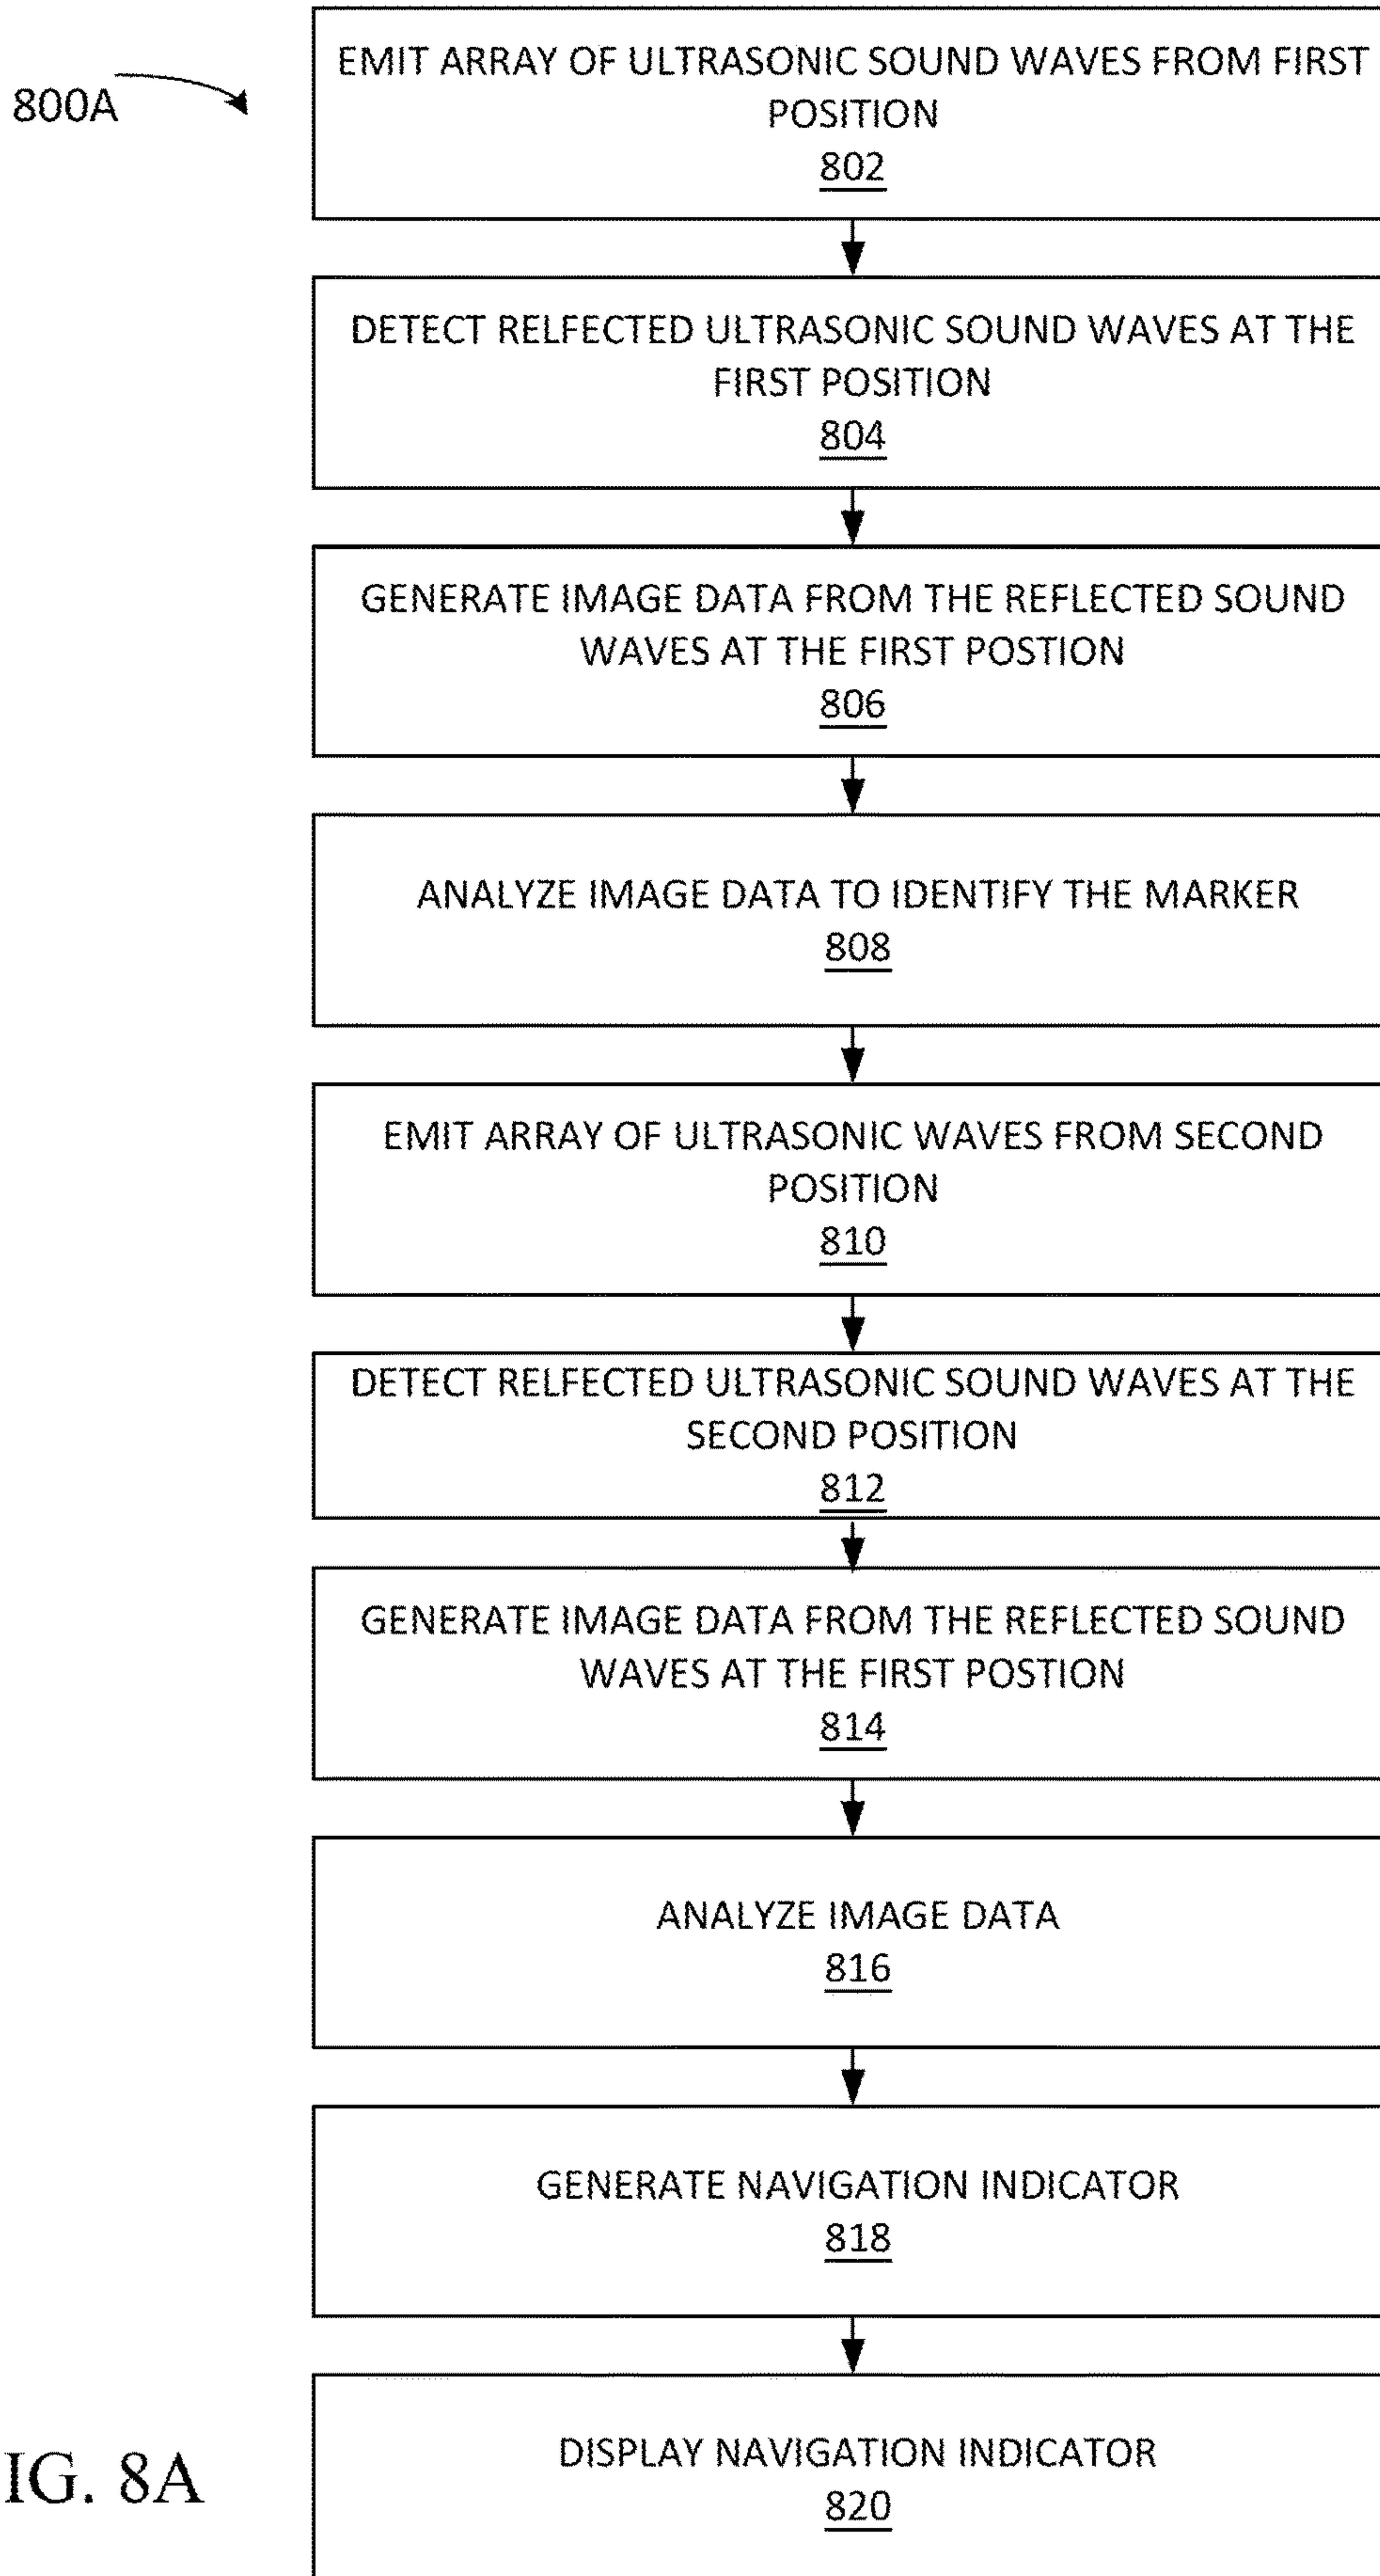 800A
EMIT ARRAY OF ULTRASONIC SOUND WAVES FROM FIRST
POSITION
802
DETECT RELFECTED ULTRASONIC SOUND WAVES AT THE
FIRST POSITION
804
GENERATE IMAGE DATA FROM THE REFLECTED SOUND
WAVES AT THE FIRST POSTION
806
ANALYZE IMAGE DATA TO IDENTIFY THE MARKER
808
EMIT ARRAY OF ULTRASONIC WAVES FROM SECOND
POSITION
810
DETECT RELFECTED ULTRASONIC SOUND WAVES AT THE
SECOND POSITION
812
GENERATE IMAGE DATA FROM THE REFLECTED SOUND
WAVES AT THE FIRST POSTION
814
ANALYZE IMAGE DATA
816
GENERATE NAVIGATION INDICATOR
818
DISPLAY NAVIGATION INDICATOR
820
IG. 8A